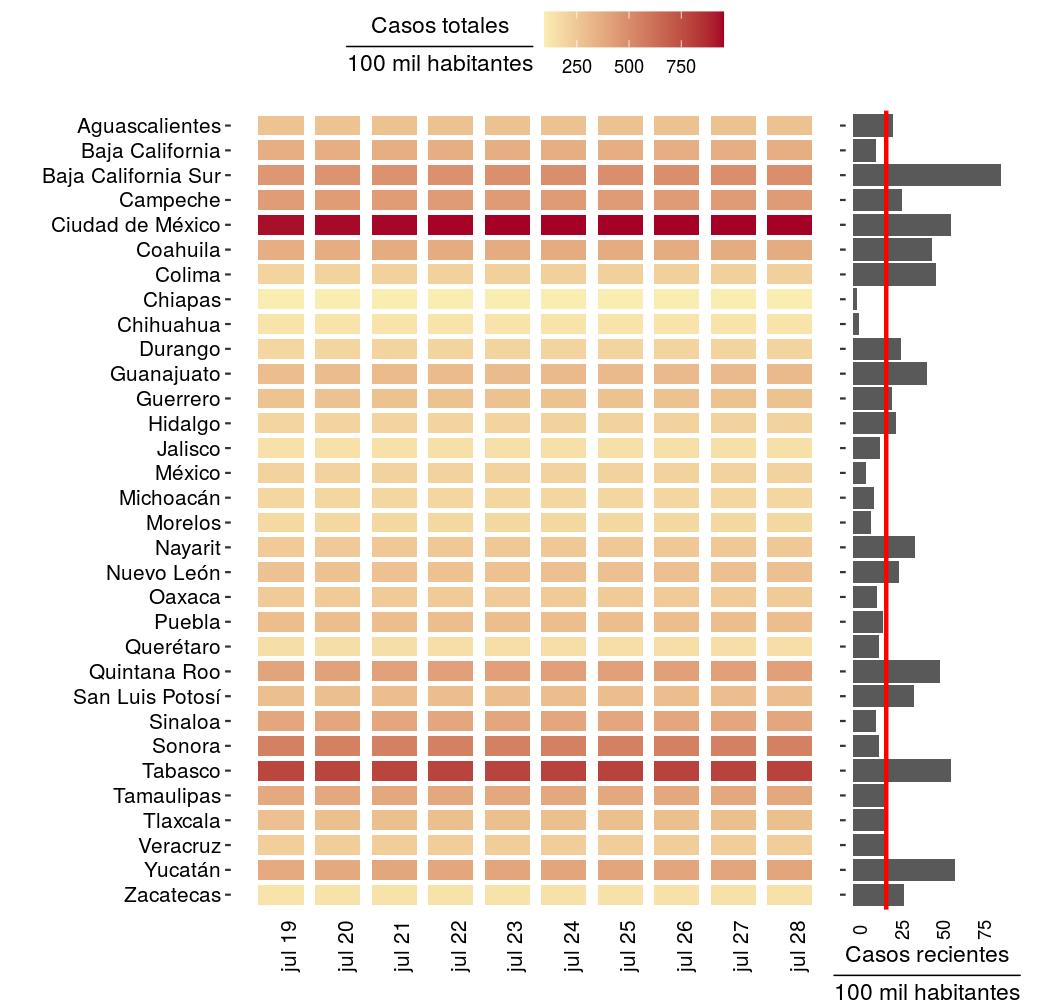 Casos totales
100 mil habitantes
250 500 750
Aguascalientes
Baja California
Baja California Sur
Campeche
Ciudad de México
Coahuila
Colima
Chiapas
Chihuahua
Durango
Guanajuato
Guerrero
Hidalgo
Jalisco
México
Michoacán
Morelos
Nayarit
Nuevo León
Oaxaca
Puebla
Querétaro
Quintana Roo
San Luis Potosí
Sinaloa
Sonora
Tabasco
Tamaulipas
Tlaxcala
Veracruz
Yucatán
Zacatecas
jul 19
jul 20
jul 21
jul 22
jul 23
jul 24
jul 25
jul 26
jul 27
jul 28
0
25
50
75
Casos recientes
100 mil habitantes